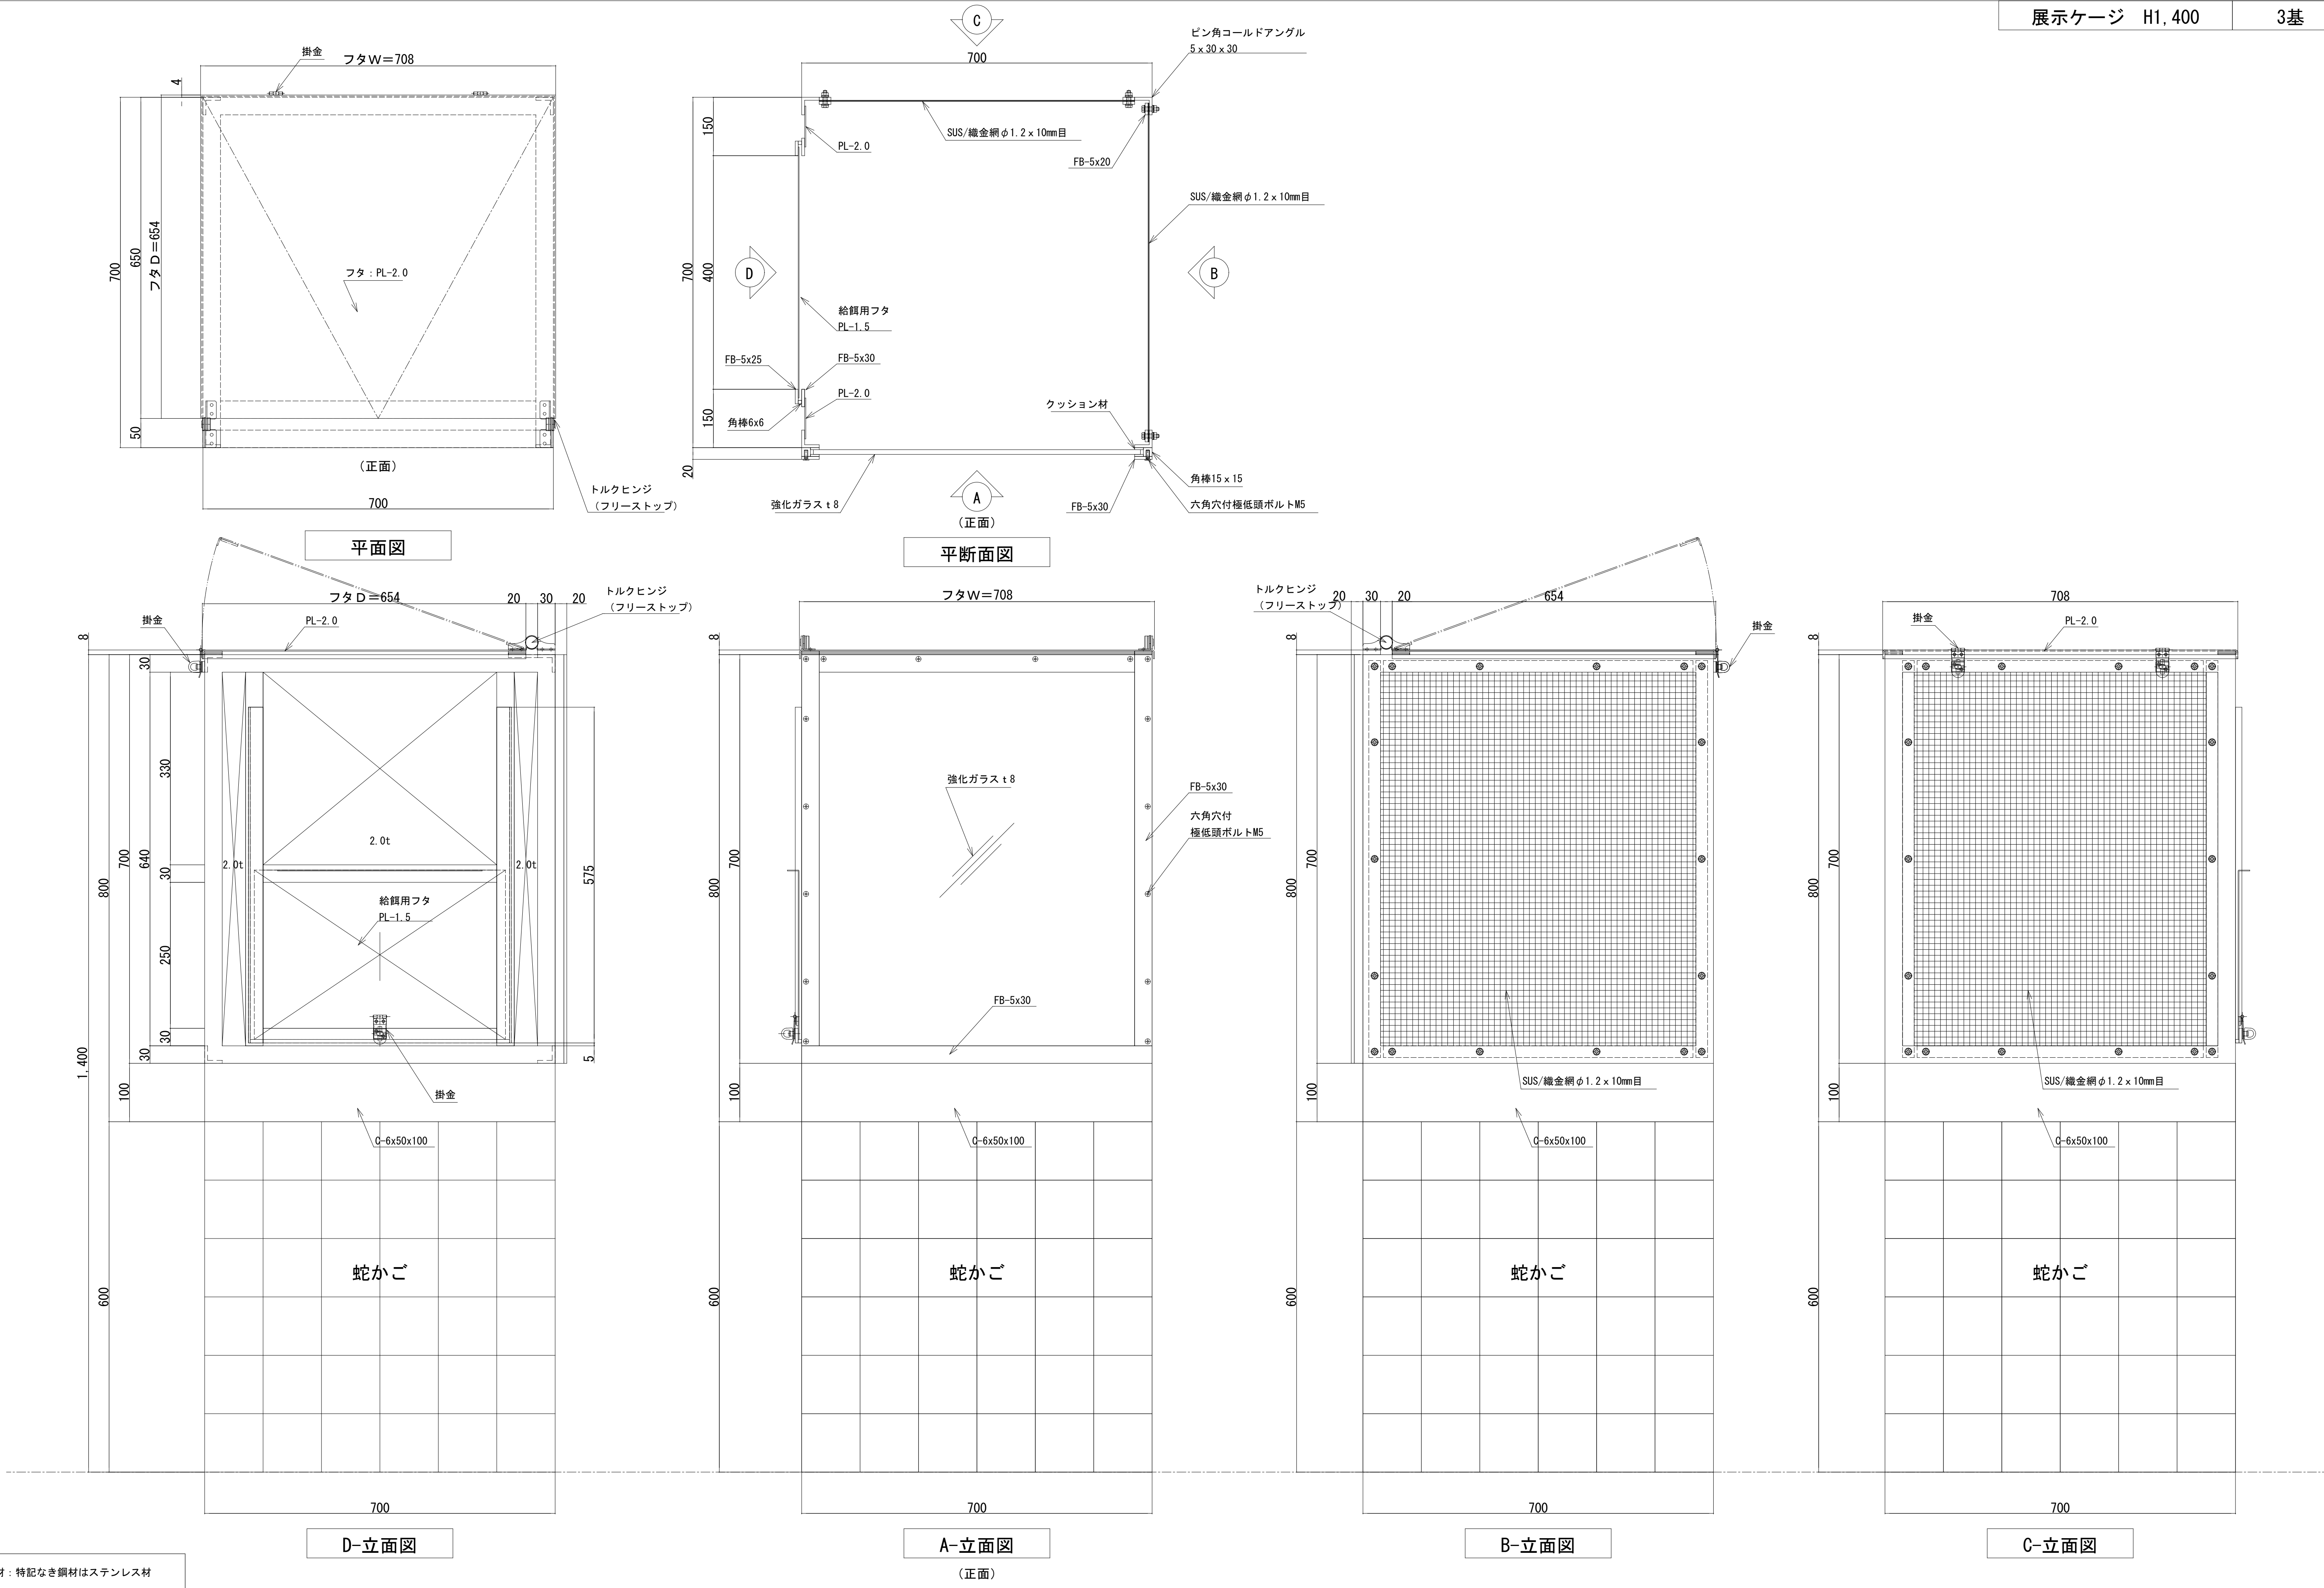 展示ケージ　H1,400
3基
掛金
フタW＝708
4
700
650
フタD＝654
50
フタ：PL-2.0
（正面）
700
トルクヒンジ
（フリーストップ）
平面図
C
700
ピン角コールドアングル
5ｘ30ｘ30
150
700
400
150
20
SUS/織金網φ1.2ｘ10mm目
PL-2.0
FB-5x20
SUS/織金網φ1.2ｘ10mm目
D
B
給餌用フタ
PL-1.5
FB-5x25
FB-5x30
PL-2.0
角棒6x6
クッション材
角棒15ｘ15
強化ガラスｔ8
A
（正面）
FB-5x30
六角穴付極低頭ボルトM5
平断面図
フタD＝654
20
30
20
トルクヒンジ
（フリーストップ）
掛金
PL-2.0
8
30
330
700
640
800
30
250
30
30
1,400
100
600
2.0t
2.0t
2.0t
575
給餌用フタ
PL-1.5
5
掛金
C-6x50x100
蛇かご
700
D-立面図
フタW＝708
8
700
800
100
600
強化ガラスｔ8
FB-5x30
六角穴付
極低頭ボルトM5
FB-5x30
C-6x50x100
蛇かご
700
A-立面図
（正面）
トルクヒンジ
（フリーストップ）
20
30
20
654
掛金
8
700
800
100
600
SUS/織金網φ1.2ｘ10mm目
C-6x50x100
蛇かご
700
B-立面図
708
掛金
PL-2.0
8
700
800
100
600
SUS/織金網φ1.2ｘ10mm目
C-6x50x100
蛇かご
700
C-立面図
材：特記なき鋼材はステンレス材